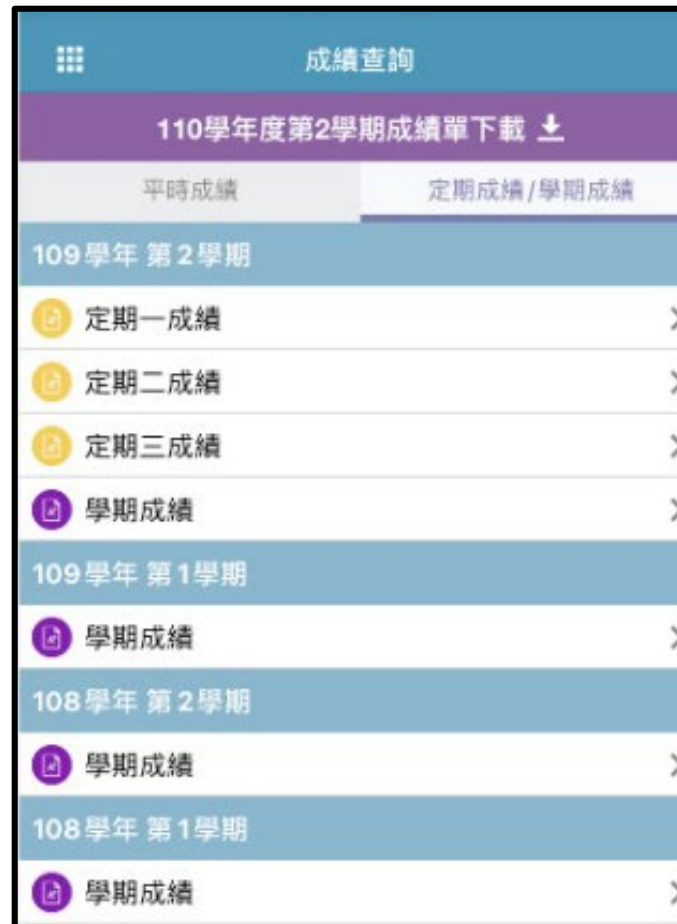 成績查詢
110學年度第2學期成績單下載
平時成績 定期成績/學期成績
109學年 第2學期
定期一成績
定期二成績
定期三成績
學期成績
109學年 第1學期
學期成績
108學年 第2學期
學期成績
108學年 第1學期
學期成績